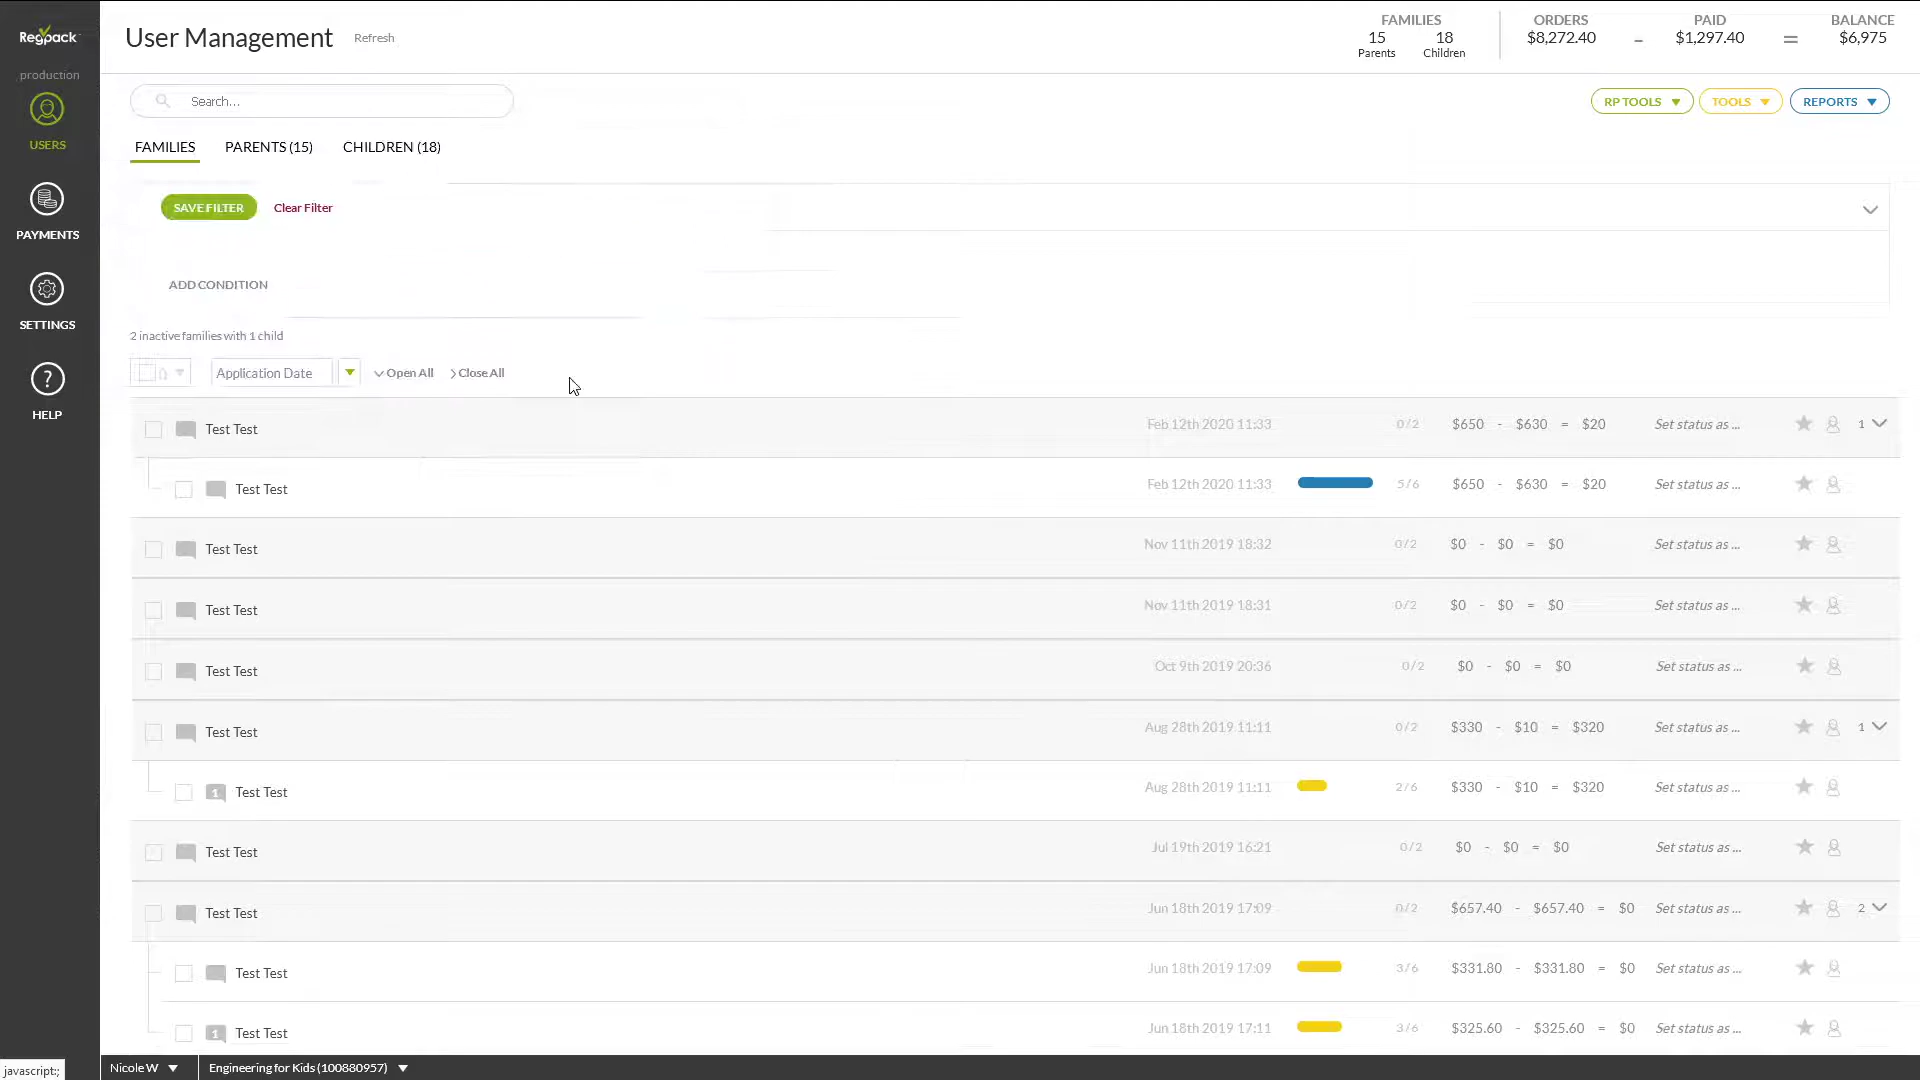 Regpack
production
USERS
PAYMENTS
SETTINGS
?
HELP
User Management Refresh
FAMILIES
15 18
Parents Children
ORDERS PAID BALANCE
$8,272.40 - $1,297.40 = $6,975
Search...
RP TOOLS TOOLS REPORTS
FAMILIES PARENTS (15) CHILDREN (18)
SAVE FILTER Clear Filter
ADD CONDITION
2 inactive families with 1 child
Application Date Open All Close All
Test Test Feb 12th 2020 11:33 0/2 $650 - $630 = $20 Set status as ... 1
Test Test Feb 12th 2020 11:33 5/6 $650 - $630 = $20 Set status as ...
Test Test Nov 11th 2019 18:32 0/2 $0 - $0 = $0 Set status as ...
Test Test Nov 11th 2019 18:31 0/2 $0 - $0 = $0 Set status as ...
Test Test Oct 9th 2019 20:36 0/2 $0 - $0 = $0 Set status as ...
Test Test Aug 28th 2019 11:11 0/2 $330 - $10 = $320 Set status as ... 1
1 Test Test Aug 28th 2019 11:11 2/6 $330 - $10 = $320 Set status as ...
Test Test Jul 19th 2019 16:21 0/2 $0 - $0 = $0 Set status as ...
Test Test Jun 18th 2019 17:09 0/2 $657.40 - $657.40 = $0 Set status as ... 2
Test Test Jun 18th 2019 17:09 3/6 $331.80 - $331.80 = $0 Set status as ...
1 Test Test Jun 18th 2019 17:11 3/6 $325.60 - $325.60 = $0 Set status as ...
javascript:; Nicole W Engineering for Kids (100880957)